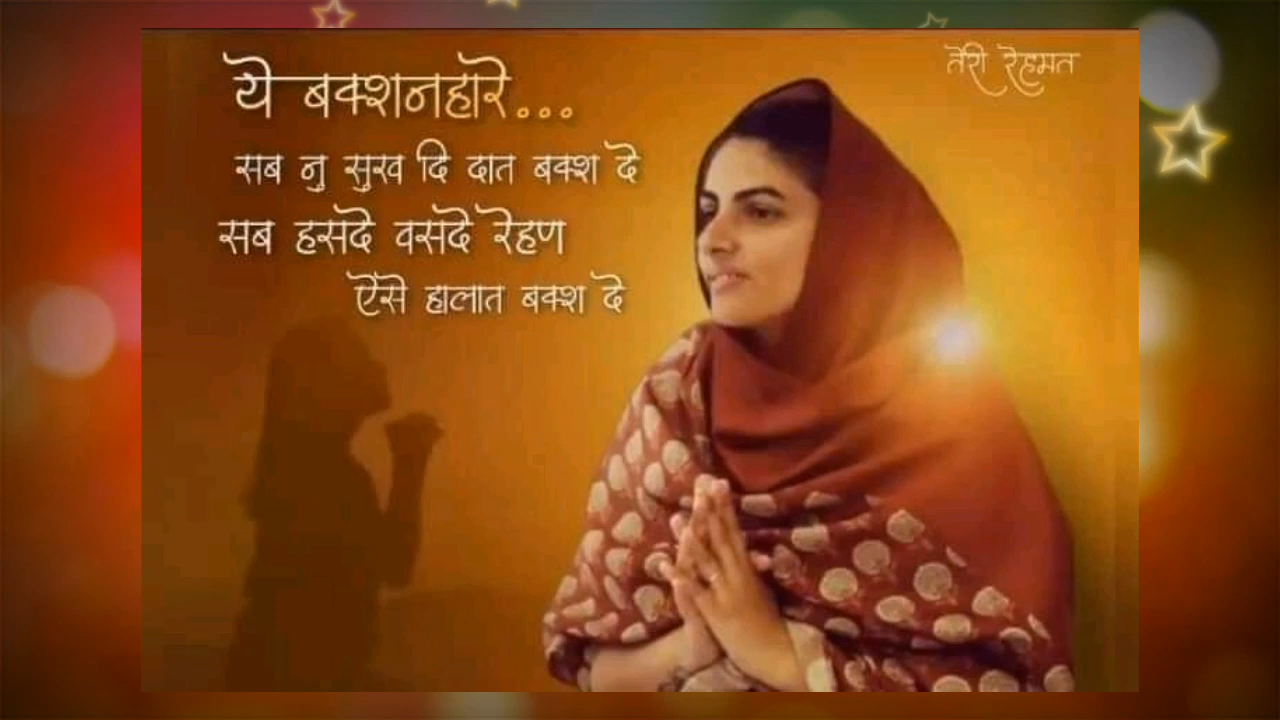 ये बक्शनहारे...
सब नु सुख दि दात बक्श दे
सब हसदे वसदे रेहण
ऐसे हालात बक्श दे
तेरी रेहमत